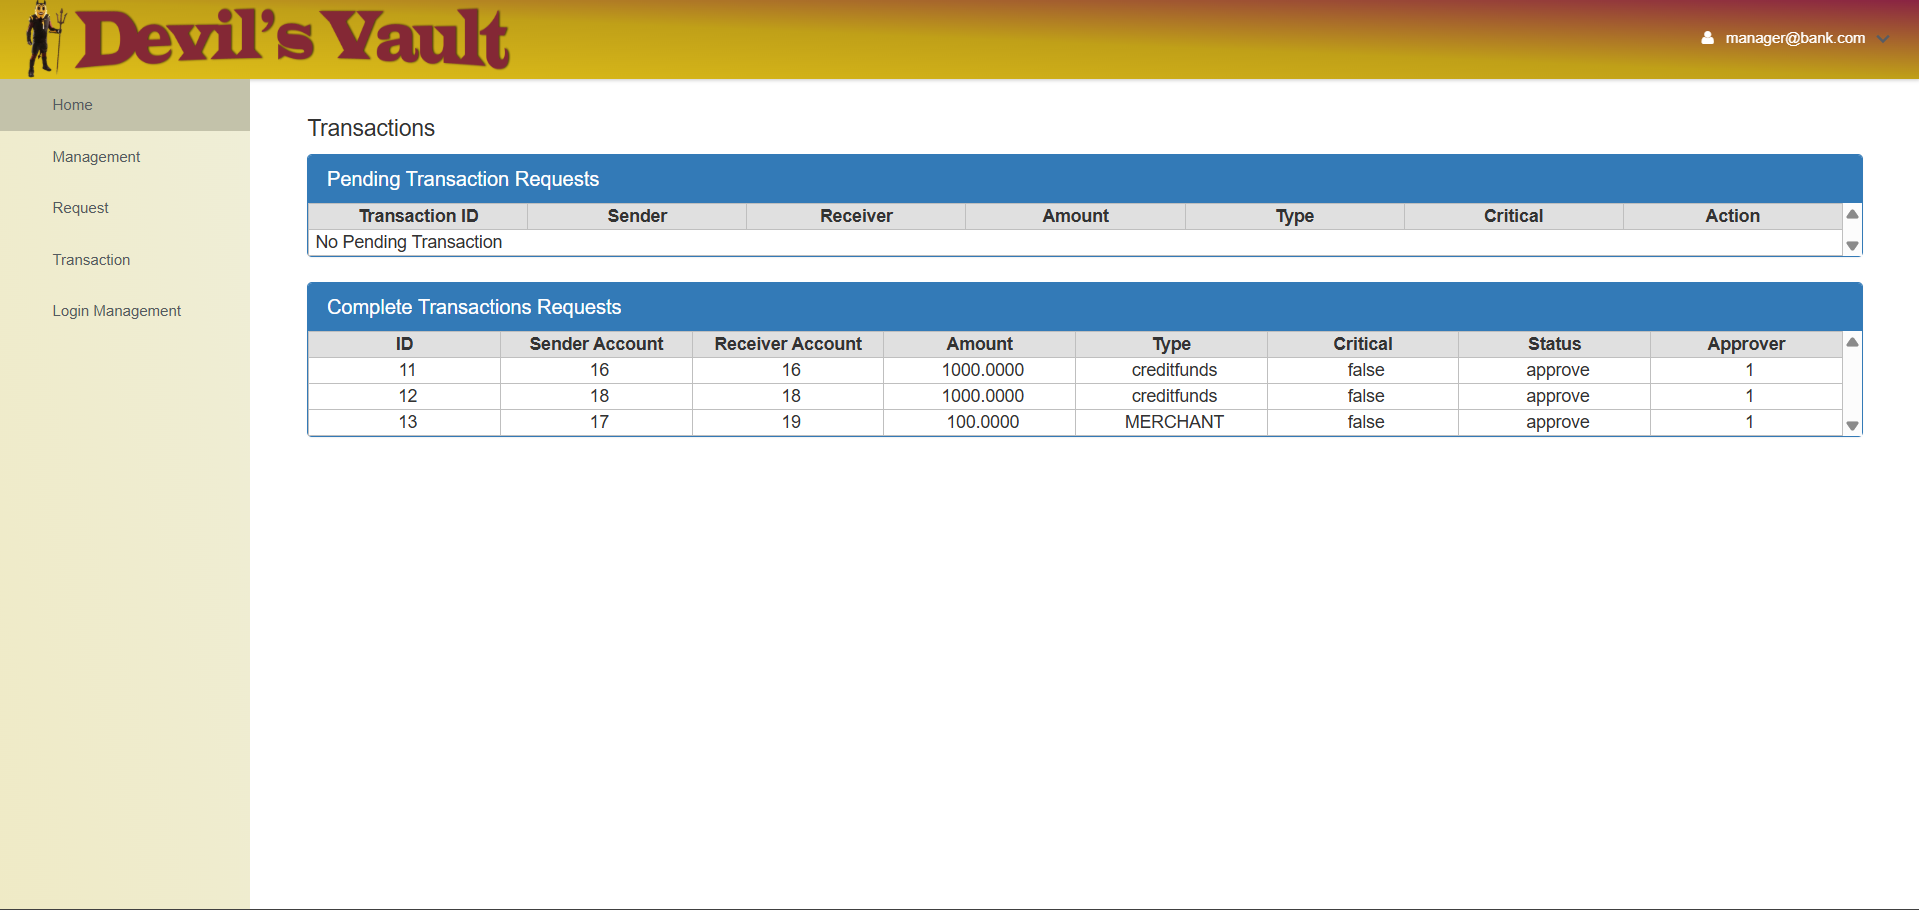 Devil's Vault
manager@bank.com
Home
Management
Request
Transaction
Login Management
Transactions
Pending Transaction Requests
Transaction ID Sender Receiver Amount Type Critical Action
No Pending Transaction
Complete Transactions Requests
ID Sender Account Receiver Account Amount Type Critical Status Approver
11 16 16 1000.0000 creditfunds false approve 1
12 18 18 1000.0000 creditfunds false approve 1
13 17 19 100.0000 MERCHANT false approve 1